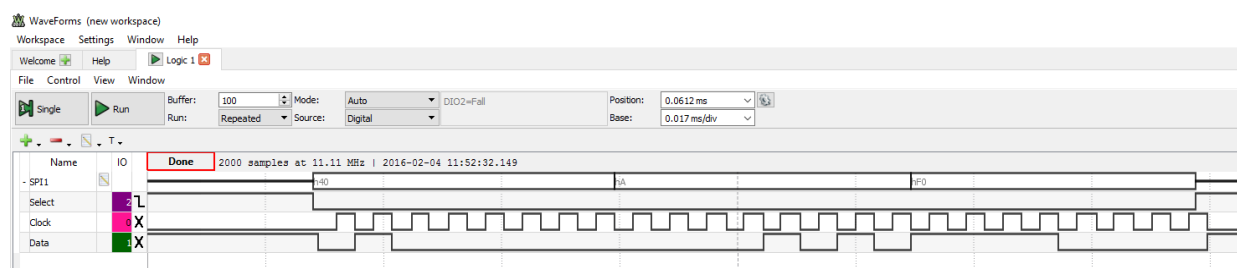 WaveForms (new workspace)
Workspace Settings Window Help
Welcome Help Logic 1
File Control View Window
Single Run Buffer: 100 Mode: Auto DIO2=Fall Position: 0.0612 ms
Run: Repeated Source: Digital Base: 0.017 ms/div
T
Name IO Done 2000 samples at 11.11 MHz | 2016-02-04 11:52:32.149
- SPI1 h40 hA hF0
Select 2
Clock 0 X
Data 1 X